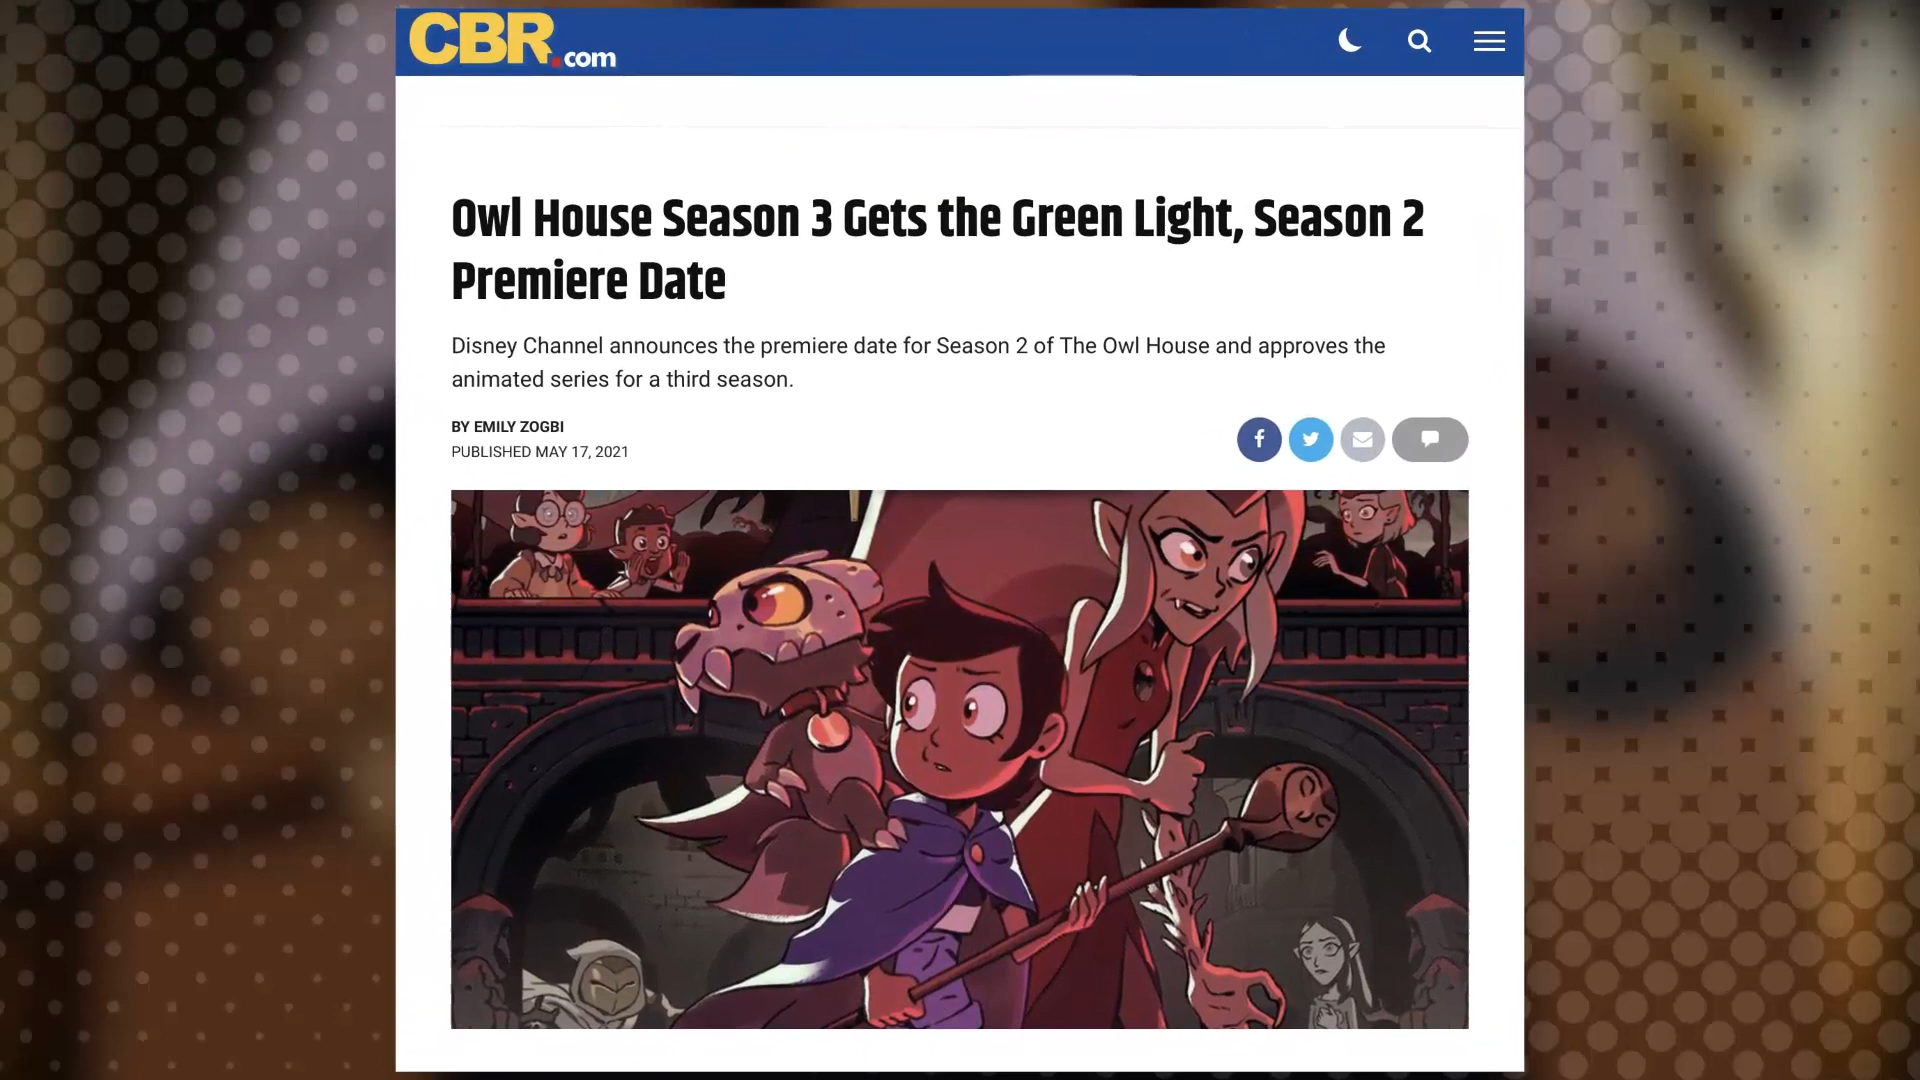 CBR.com
Owl House Season 3 Gets the Green Light, Season 2
Premiere Date
Disney Channel announces the premiere date for Season 2 of The Owl House and approves the
animated series for a third season.
BY EMILY ZOGBI
PUBLISHED MAY 17, 2021